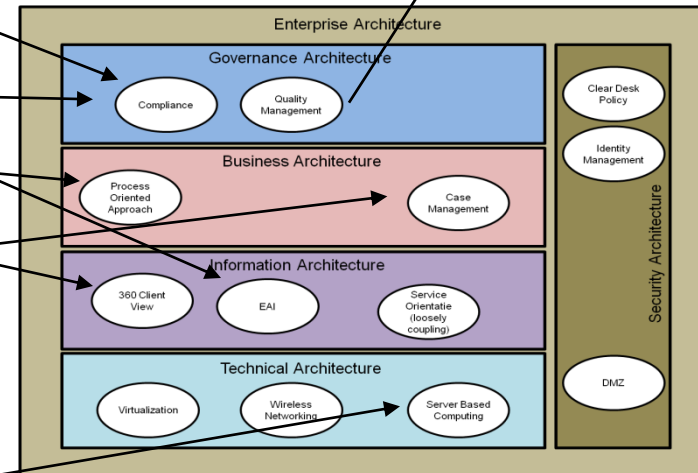 Enterprise Architecture
Governance Architecture
Compliance
Quality
Management
Business Architecture
Process
Oriented
Approach
Case
Management
Information Architecture
360 Client
View
EAI
Service
Orientatie
(loosely
coupling)
Technical Architecture
Virtualization
Wireless
Networking
Server Based
Computing
Clear Desk
Policy
Identity
Management
Security Architecture
DMZ